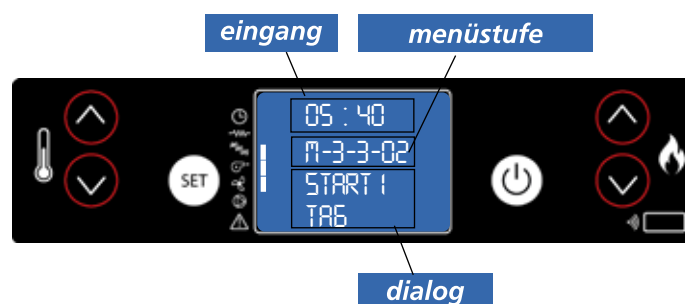 eingang
menüstufe
05 : 40
M-3-3-02
SET
START 1
TAG
dialog